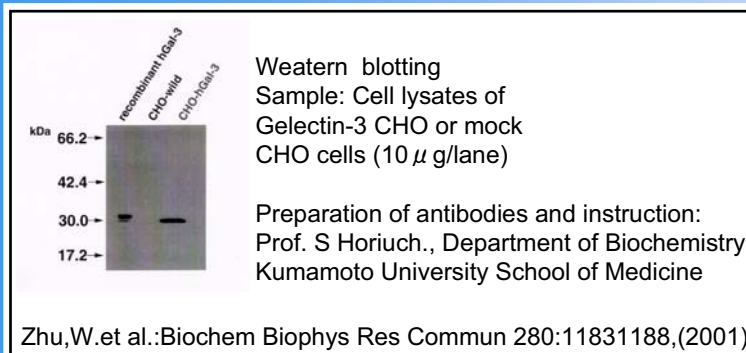 recombinant hGal-3
CHO-wild
CHO-hGal-3
kDa
66.2
42.4
30.0
17.2
Weatern blotting
Sample: Cell lysates of
Gelectin-3 CHO or mock
CHO cells (10 μ g/lane)
Preparation of antibodies and instruction:
Prof. S Horiuch., Department of Biochemistry
Kumamoto University School of Medicine
Zhu,W.et al.:Biochem Biophys Res Commun 280:11831188,(2001)